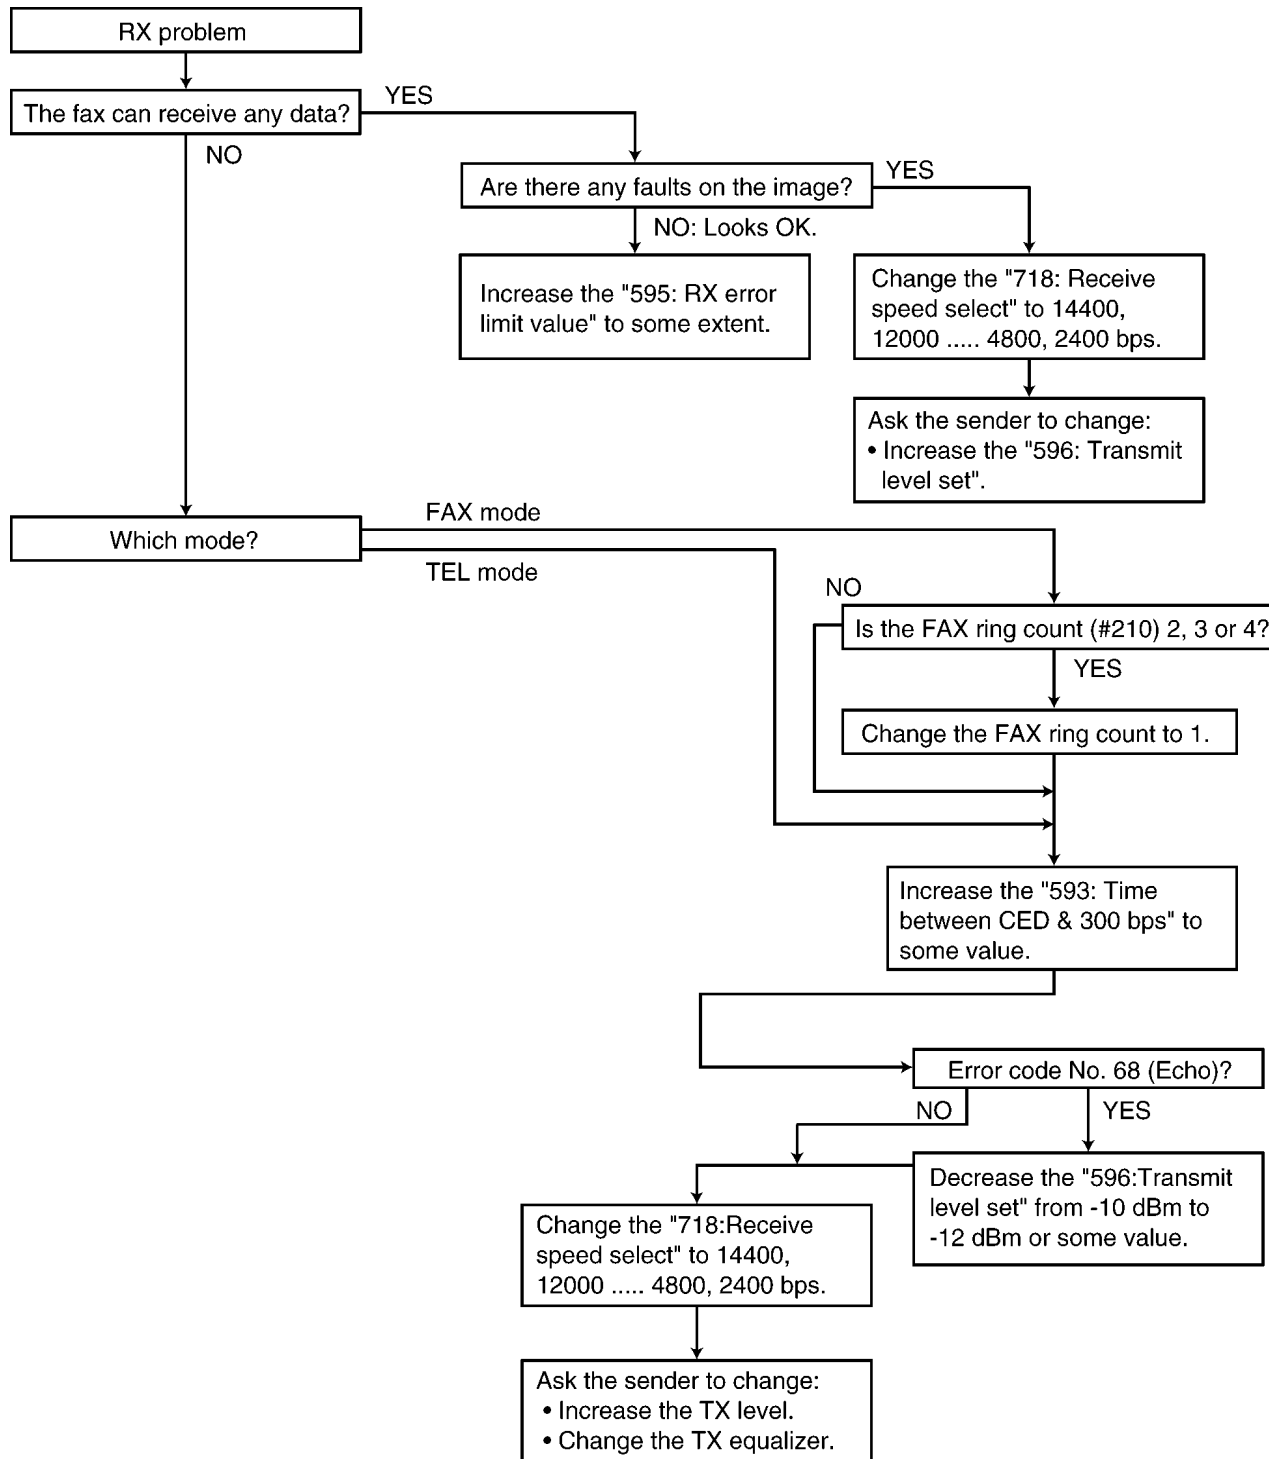 RX problem
The fax can receive any data?
YES
NO
Are there any faults on the image?
YES
NO: Looks OK.
Increase the "595: RX error
limit value" to some extent.
Change the "718: Receive
speed select" to 14400,
12000 ..... 4800, 2400 bps.
Ask the sender to change:
• Increase the "596: Transmit
level set".
Which mode?
FAX mode
TEL mode
NO
Is the FAX ring count (#210) 2, 3 or 4?
YES
Change the FAX ring count to 1.
Increase the "593: Time
between CED & 300 bps" to
some value.
Error code No. 68 (Echo)?
NO
YES
Decrease the "596:Transmit
level set" from -10 dBm to
-12 dBm or some value.
Change the "718:Receive
speed select" to 14400,
12000 ..... 4800, 2400 bps.
Ask the sender to change:
• Increase the TX level.
• Change the TX equalizer.